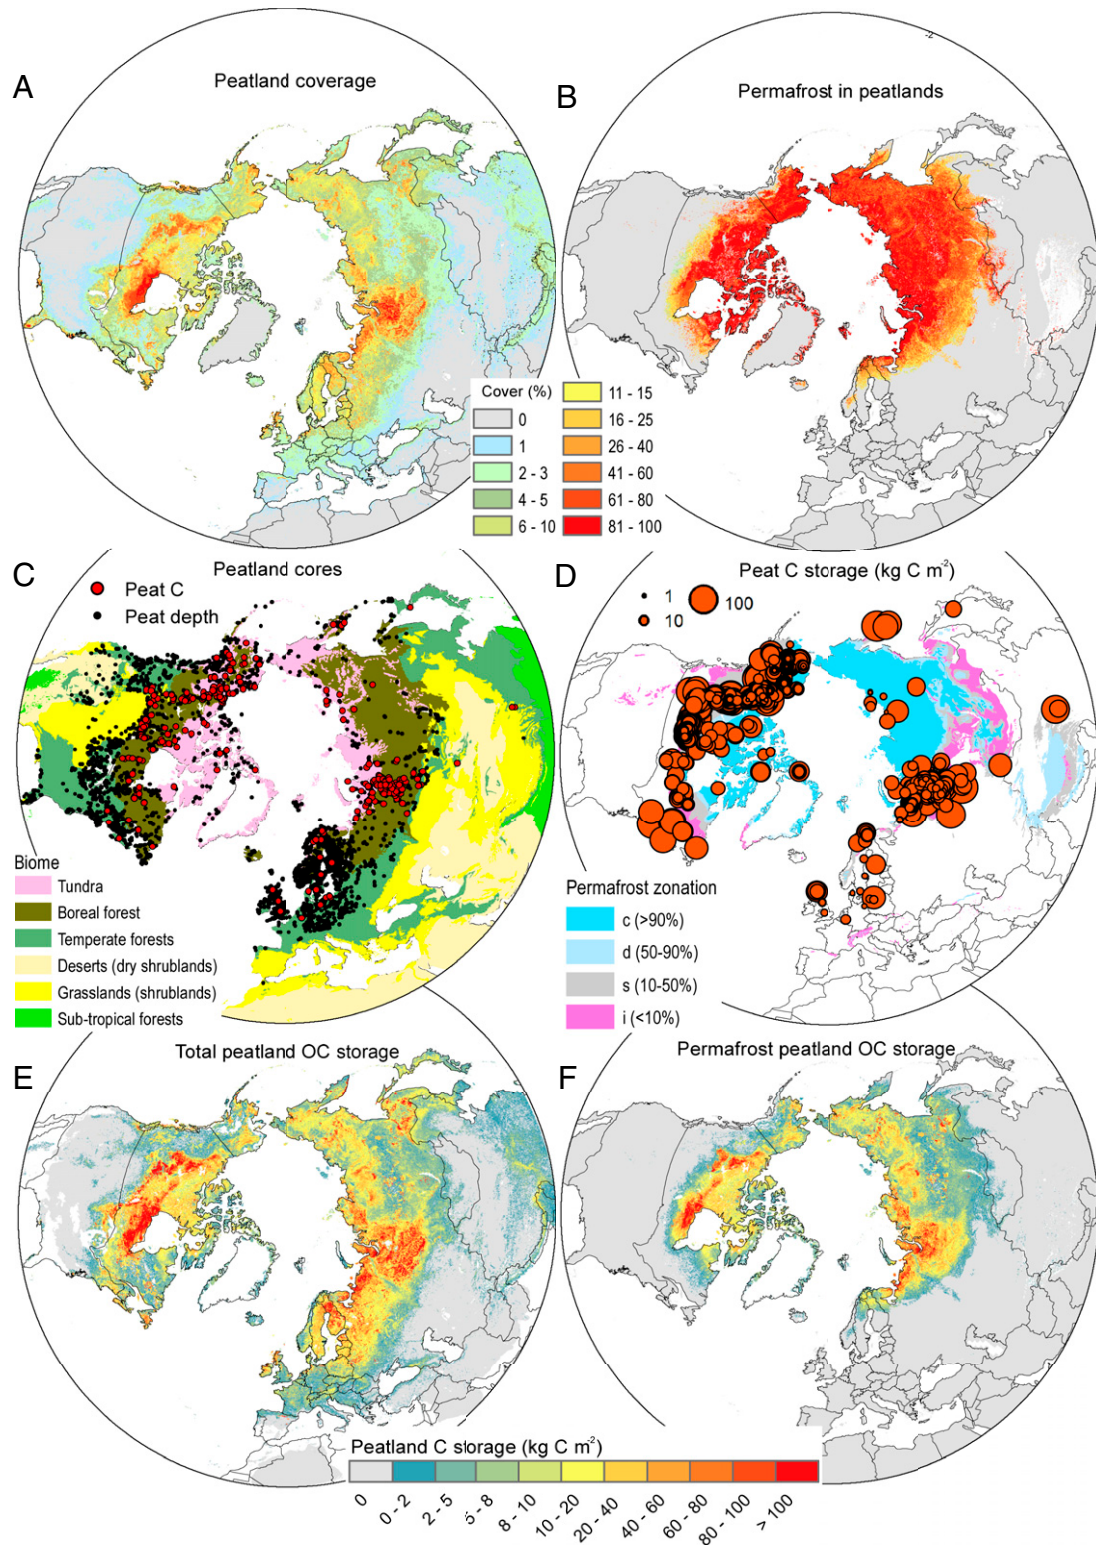 -2
A
Peatland coverage
B
Permafrost in peatlands
Cover (%)
0
1
2 - 3
4 - 5
6 - 10
11 - 15
16 - 25
26 - 40
41 - 60
61 - 80
81 - 100
C
Peatland cores
Peat C
Peat depth
Biome
Tundra
Boreal forest
Temperate forests
Deserts (dry shrublands)
Grasslands (shrublands)
Sub-tropical forests
D
Peat C storage (kg C m²)
1
10
100
Permafrost zonation
c (>90%)
d (50-90%)
s (10-50%)
i (<10%)
E
Total peatland OC storage
F
Permafrost peatland OC storage
Peatland C storage (kg C m²)
0
0 - 2
2 - 5
5 - 8
8 - 10
10 - 20
20 - 40
40 - 60
60 - 80
80 - 100
> 100